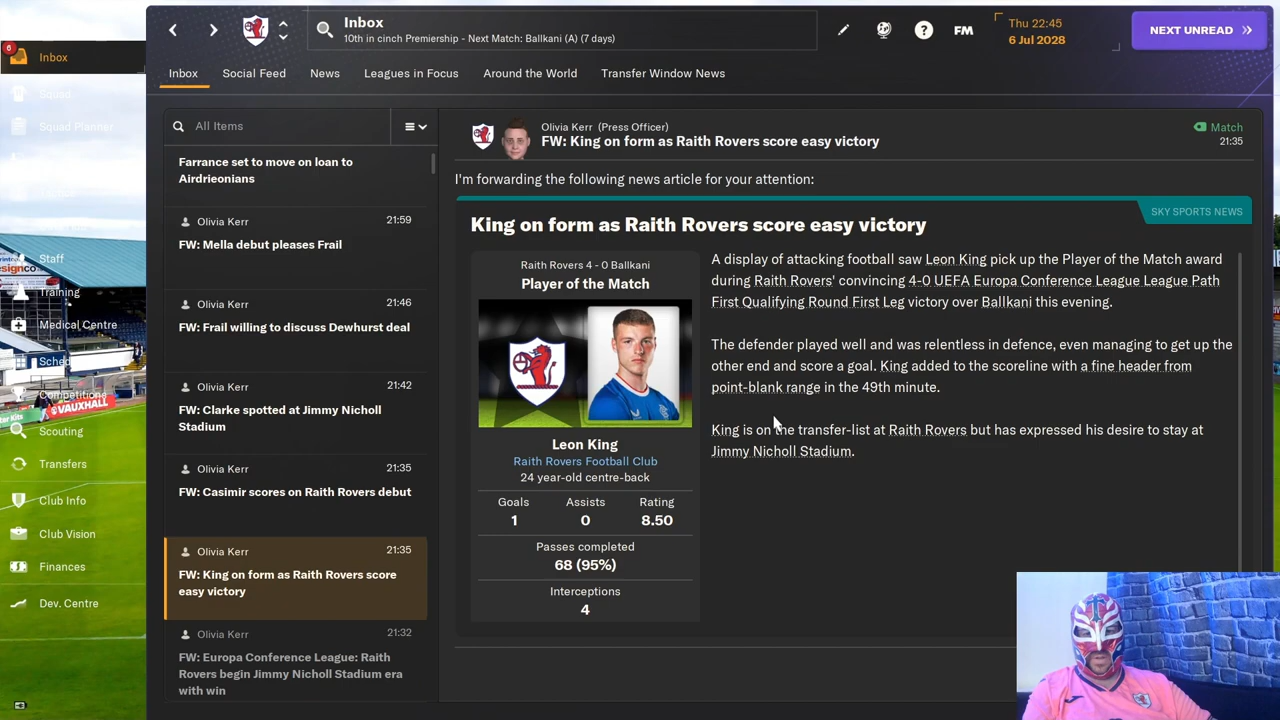 6
Inbox
Squad
Squad Planner
Staff
Training
Medical Centre
Sched
Competitions
Scouting
Transfers
Club Info
Club Vision
Finances
Dev. Centre
VAUXHALL
Inbox
10th in cinch Premiership - Next Match: Ballkani (A) (7 days)
?
FM
Thu 22:45
6 Jul 2028
NEXT UNREAD
Inbox
Social Feed
News
Leagues in Focus
Around the World
Transfer Window News
All Items
Farrance set to move on loan to
Airdrieonians
Olivia Kerr 21:59
FW: Mella debut pleases Frail
Olivia Kerr 21:46
FW: Frail willing to discuss Dewhurst deal
Olivia Kerr 21:42
FW: Clarke spotted at Jimmy Nicholl
Stadium
Olivia Kerr 21:35
FW: Casimir scores on Raith Rovers debut
Olivia Kerr 21:35
FW: King on form as Raith Rovers score
easy victory
Olivia Kerr 21:32
FW: Europa Conference League: Raith
Rovers begin Jimmy Nicholl Stadium era
with win
Olivia Kerr (Press Officer)
FW: King on form as Raith Rovers score easy victory
Match
21:35
I'm forwarding the following news article for your attention:
SKY SPORTS NEWS
King on form as Raith Rovers score easy victory
Raith Rovers 4 - 0 Ballkani
Player of the Match
Leon King
Raith Rovers Football Club
24 year-old centre-back
Goals Assists Rating
1 0 8.50
Passes completed
68 (95%)
Interceptions
4
A display of attacking football saw Leon King pick up the Player of the Match award
during Raith Rovers' convincing 4-0 UEFA Europa Conference League League Path
First Qualifying Round First Leg victory over Ballkani this evening.
The defender played well and was relentless in defence, even managing to get up the
other end and score a goal. King added to the scoreline with a fine header from
point-blank range in the 49th minute.
King is on the transfer-list at Raith Rovers but has expressed his desire to stay at
Jimmy Nicholl Stadium.